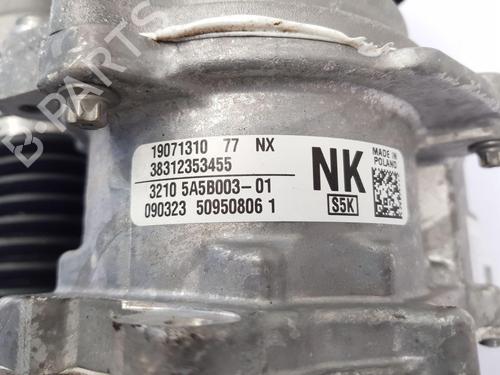 B PARTS
19071310 77 NX
38312353455
3210 5A5B003-01
090323 50950806 1
NK
S5K
MADE IN
POLAND